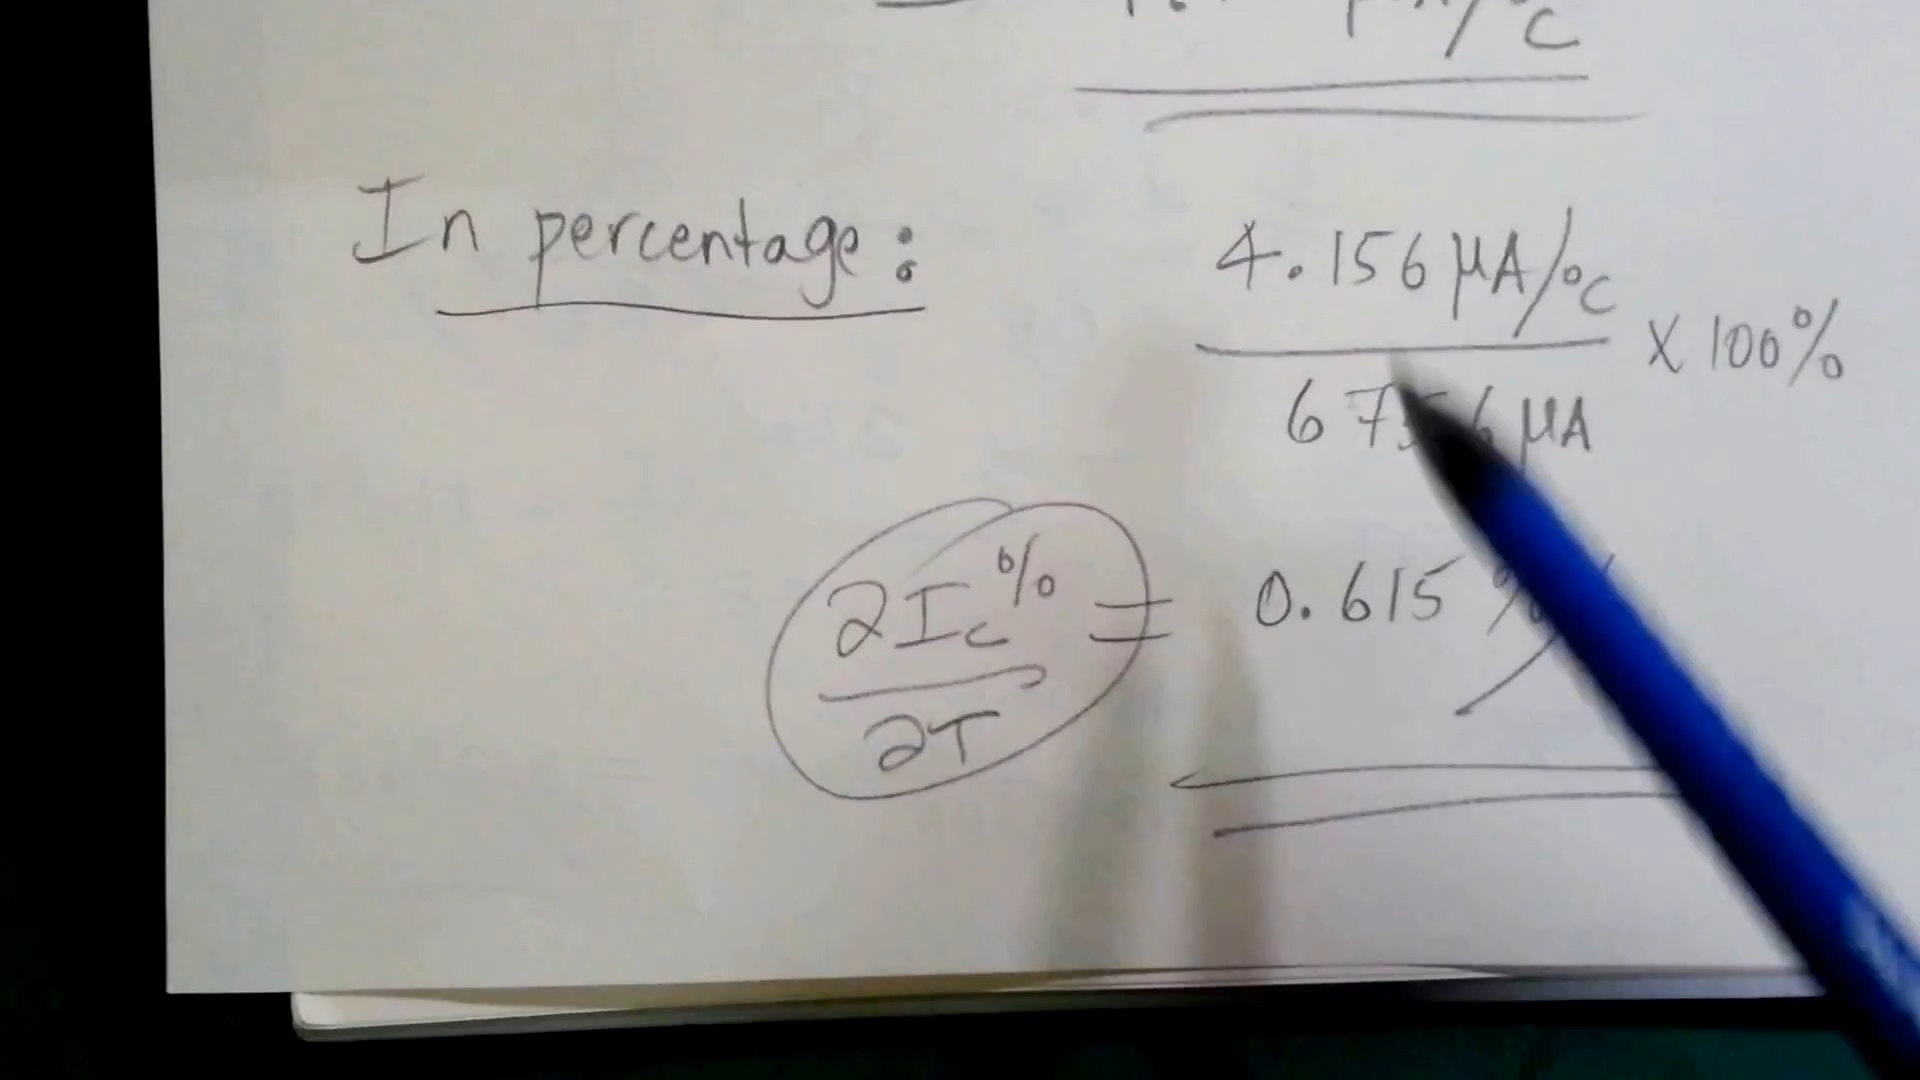 In percentage:
4.156 μA/°C
x 100%
μA
∂Ic%
∂T
= 0.615 %